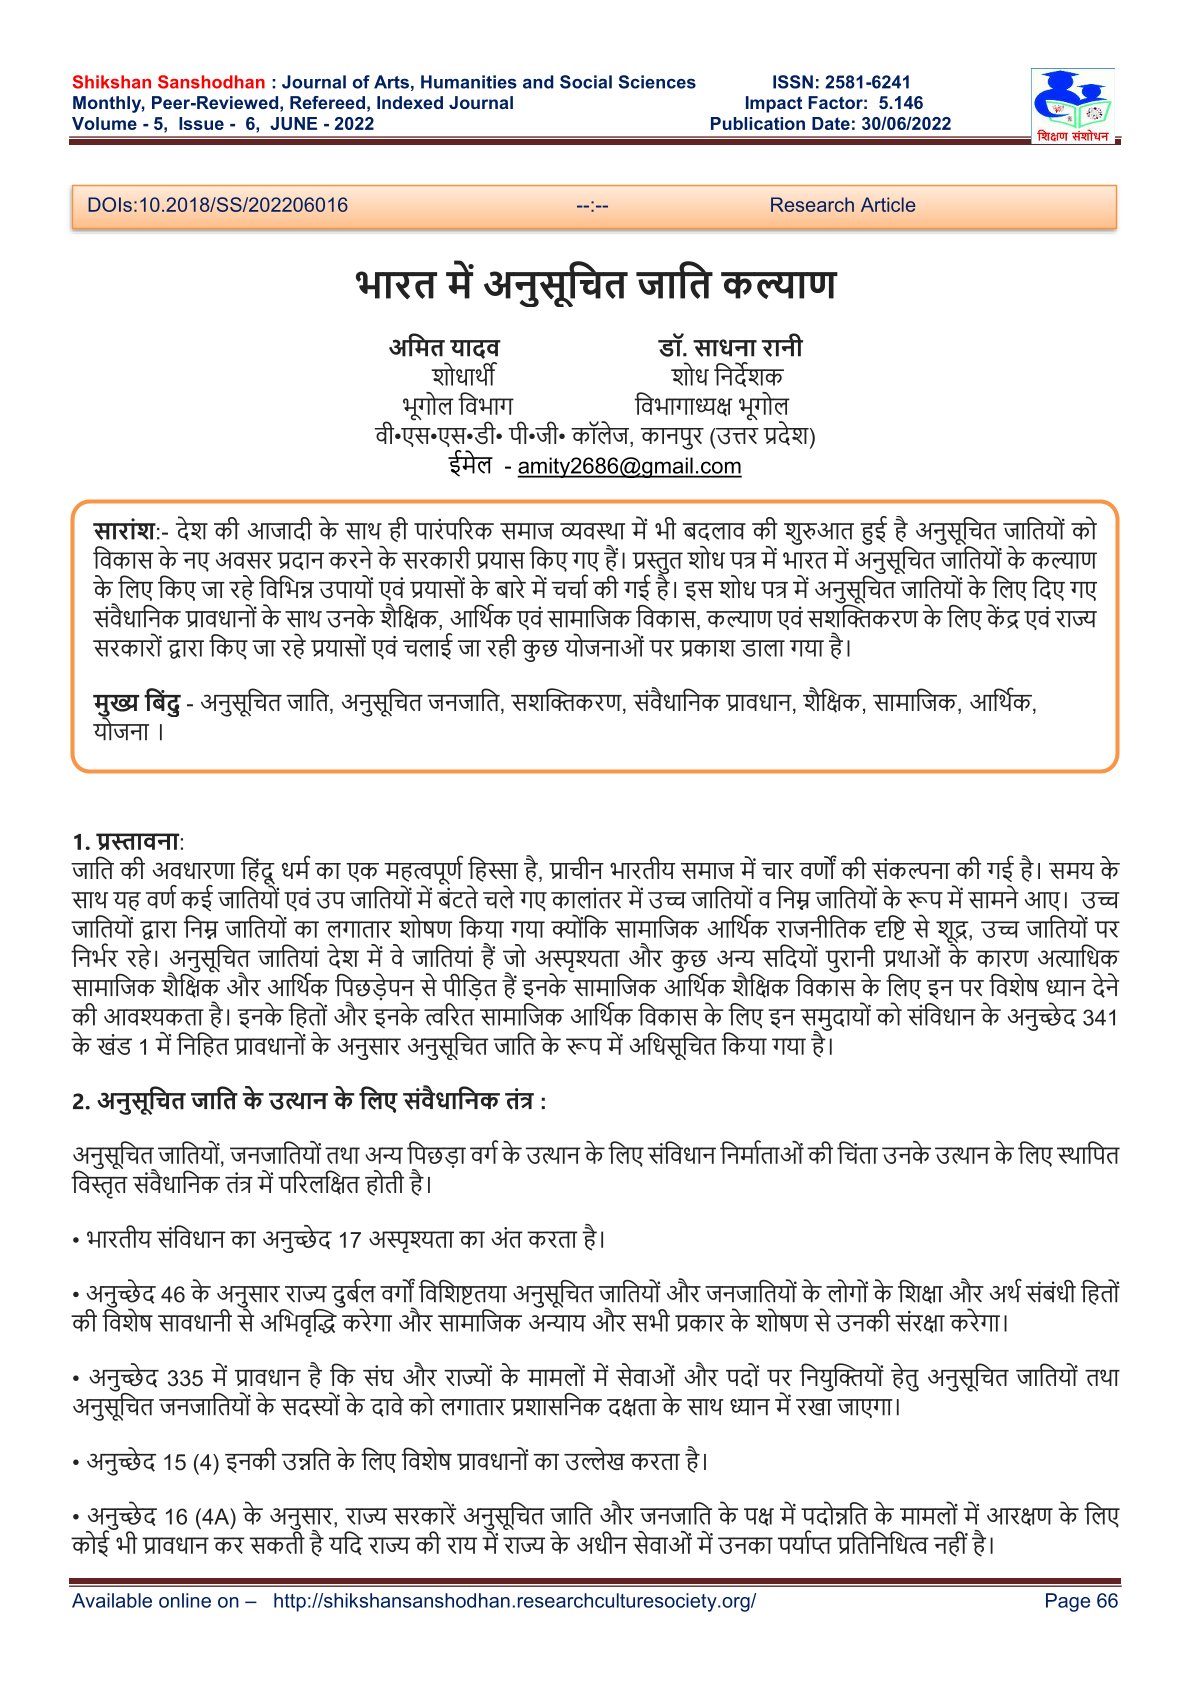 Shikshan Sanshodhan : Journal of Arts, Humanities and Social Sciences ISSN: 2581-6241
Monthly, Peer-Reviewed, Refereed, Indexed Journal Impact Factor: 5.146
Volume - 5, Issue - 6, JUNE - 2022 Publication Date: 30/06/2022
शिक्षण संशोधन
DOIs:10.2018/SS/202206016 --:-- Research Article
भारत में अनुसूचित जाति कल्याण
अमित यादव डॉ. साधना रानी
शोधार्थी शोध निर्देशक
भूगोल विभाग विभागाध्यक्ष भूगोल
वी•एस•एस•डी• पी•जी• कॉलेज, कानपुर (उत्तर प्रदेश)
ईमेल - amity2686@gmail.com
सारांश:- देश की आजादी के साथ ही पारंपरिक समाज व्यवस्था में भी बदलाव की शुरुआत हुई है अनुसूचित जातियों को
विकास के नए अवसर प्रदान करने के सरकारी प्रयास किए गए हैं। प्रस्तुत शोध पत्र में भारत में अनुसूचित जातियों के कल्याण
के लिए किए जा रहे विभिन्न उपायों एवं प्रयासों के बारे में चर्चा की गई है। इस शोध पत्र में अनुसूचित जातियों के लिए दिए गए
संवैधानिक प्रावधानों के साथ उनके शैक्षिक, आर्थिक एवं सामाजिक विकास, कल्याण एवं सशक्तिकरण के लिए केंद्र एवं राज्य
सरकारों द्वारा किए जा रहे प्रयासों एवं चलाई जा रही कुछ योजनाओं पर प्रकाश डाला गया है।
मुख्य बिंदु - अनुसूचित जाति, अनुसूचित जनजाति, सशक्तिकरण, संवैधानिक प्रावधान, शैक्षिक, सामाजिक, आर्थिक,
योजना ।
1. प्रस्तावना:
जाति की अवधारणा हिंदू धर्म का एक महत्वपूर्ण हिस्सा है, प्राचीन भारतीय समाज में चार वर्णों की संकल्पना की गई है। समय के
साथ यह वर्ण कई जातियों एवं उप जातियों में बंटते चले गए कालांतर में उच्च जातियों व निम्न जातियों के रूप में सामने आए। उच्च
जातियों द्वारा निम्न जातियों का लगातार शोषण किया गया क्योंकि सामाजिक आर्थिक राजनीतिक दृष्टि से शूद्र, उच्च जातियों पर
निर्भर रहे। अनुसूचित जातियां देश में वे जातियां हैं जो अस्पृश्यता और कुछ अन्य सदियों पुरानी प्रथाओं के कारण अत्याधिक
सामाजिक शैक्षिक और आर्थिक पिछड़ेपन से पीड़ित हैं इनके सामाजिक आर्थिक शैक्षिक विकास के लिए इन पर विशेष ध्यान देने
की आवश्यकता है। इनके हितों और इनके त्वरित सामाजिक आर्थिक विकास के लिए इन समुदायों को संविधान के अनुच्छेद 341
के खंड 1 में निहित प्रावधानों के अनुसार अनुसूचित जाति के रूप में अधिसूचित किया गया है।
2. अनुसूचित जाति के उत्थान के लिए संवैधानिक तंत्र :
अनुसूचित जातियों, जनजातियों तथा अन्य पिछड़ा वर्ग के उत्थान के लिए संविधान निर्माताओं की चिंता उनके उत्थान के लिए स्थापित
विस्तृत संवैधानिक तंत्र में परिलक्षित होती है।
• भारतीय संविधान का अनुच्छेद 17 अस्पृश्यता का अंत करता है।
• अनुच्छेद 46 के अनुसार राज्य दुर्बल वर्गों विशिष्टतया अनुसूचित जातियों और जनजातियों के लोगों के शिक्षा और अर्थ संबंधी हितों
की विशेष सावधानी से अभिवृद्धि करेगा और सामाजिक अन्याय और सभी प्रकार के शोषण से उनकी संरक्षा करेगा।
• अनुच्छेद 335 में प्रावधान है कि संघ और राज्यों के मामलों में सेवाओं और पदों पर नियुक्तियों हेतु अनुसूचित जातियों तथा
अनुसूचित जनजातियों के सदस्यों के दावे को लगातार प्रशासनिक दक्षता के साथ ध्यान में रखा जाएगा।
• अनुच्छेद 15 (4) इनकी उन्नति के लिए विशेष प्रावधानों का उल्लेख करता है।
• अनुच्छेद 16 (4A) के अनुसार, राज्य सरकारें अनुसूचित जाति और जनजाति के पक्ष में पदोन्नति के मामलों में आरक्षण के लिए
कोई भी प्रावधान कर सकती है यदि राज्य की राय में राज्य के अधीन सेवाओं में उनका पर्याप्त प्रतिनिधित्व नहीं है।
Available online on – http://shikshansanshodhan.researchculturesociety.org/ Page 66